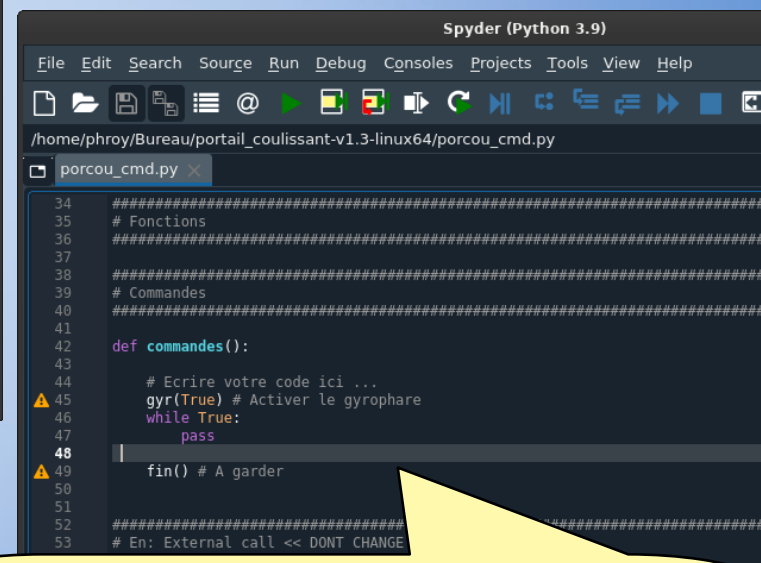 Spyder (Python 3.9)
File Edit Search Source Run Debug Consoles Projects Tools View Help
/home/phroy/Bureau/portail_coulissant-v1.3-linux64/porcou_cmd.py
porcou_cmd.py
34 ###############################################################################
35 # Fonctions
36 ###############################################################################
37
38 ###############################################################################
39 # Commandes
40 ###############################################################################
41
42 def commandes():
43
44 # Ecrire votre code ici ...
45 gyr(True) # Activer le gyrophare
46 while True:
47 pass
48
49 fin() # A garder
50
51
52 ###############################################################################
53 # En: External call << DONT CHANGE